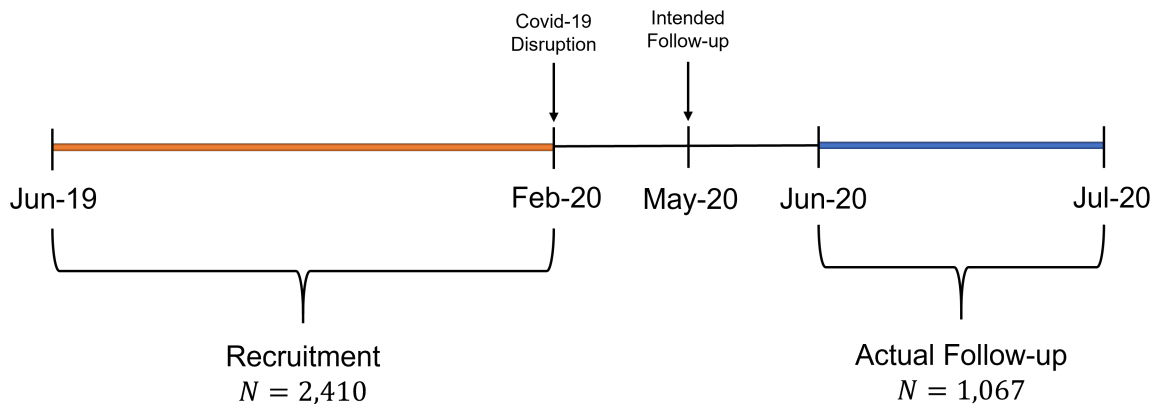 Covid-19
Disruption
Intended
Follow-up
Jun-19
Feb-20
May-20
Jun-20
Jul-20
Recruitment
N = 2,410
Actual Follow-up
N = 1,067